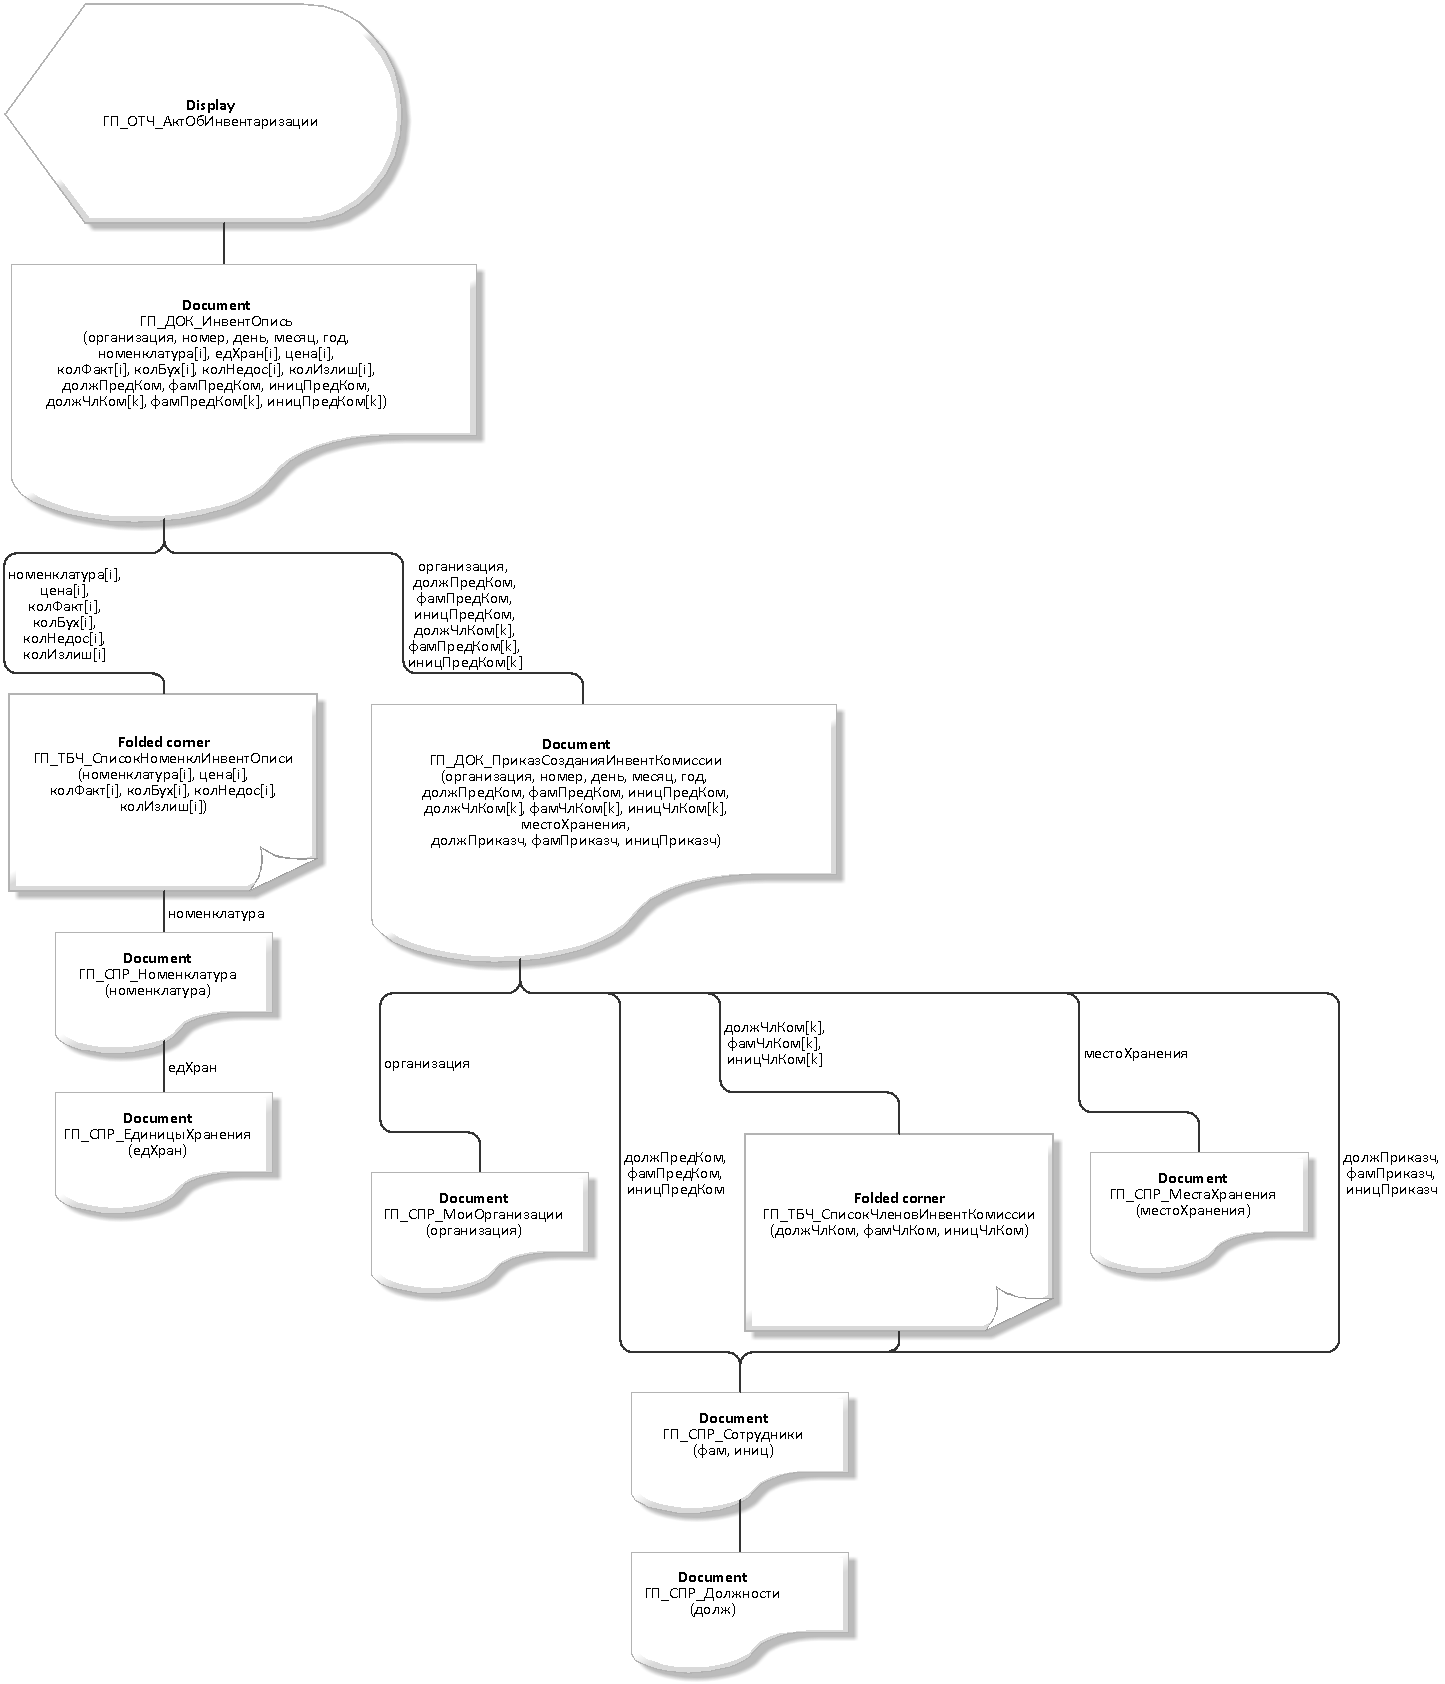 Display
ГП_ОТЧ_АктОбИнвентаризации
Document
ГП_ДОК_ИнвентОпись
(организация, номер, день, месяц, год,
номенклатура[i], едХран[i], цена[i],
колФакт[i], колБух[i], колНедос[i], колИзлиш[i],
должПредКом, фамПредКом, иницПредКом,
должЧлКом[k], фамПредКом[k], иницПредКом[k])
номенклатура[i],
цена[i],
колФакт[i],
колБух[i],
колНедос[i],
колИзлиш[i]
организация,
должПредКом,
фамПредКом,
иницПредКом,
должЧлКом[k],
фамПредКом[k],
иницПредКом[k]
Folded corner
ГП_ТБЧ_СписокНоменклИнвентОписи
(номенклатура[i], цена[i],
колФакт[i], колБух[i], колНедос[i],
колИзлиш[i])
Document
ГП_ДОК_ПриказСозданияИнвентКомиссии
(организация, номер, день, месяц, год,
должПредКом, фамПредКом, иницПредКом,
должЧлКом[k], фамЧлКом[k], иницЧлКом[k],
местоХранения,
должПриказч, фамПриказч, иницПриказч)
номенклатура
Document
ГП_СПР_Номенклатура
(номенклатура)
едХран
Document
ГП_СПР_ЕдиницыХранения
(едХран)
организация
должЧлКом[k],
фамЧлКом[k],
иницЧлКом[k]
местоХранения
должПредКом,
фамПредКом,
иницПредКом
должПриказч,
фамПриказч,
иницПриказч
Document
ГП_СПР_МоиОрганизации
(организация)
Folded corner
ГП_ТБЧ_СписокЧленовИнвентКомиссии
(должЧлКом, фамЧлКом, иницЧлКом)
Document
ГП_СПР_МестаХранения
(местоХранения)
Document
ГП_СПР_Сотрудники
(фам, иниц)
Document
ГП_СПР_Должности
(долж)